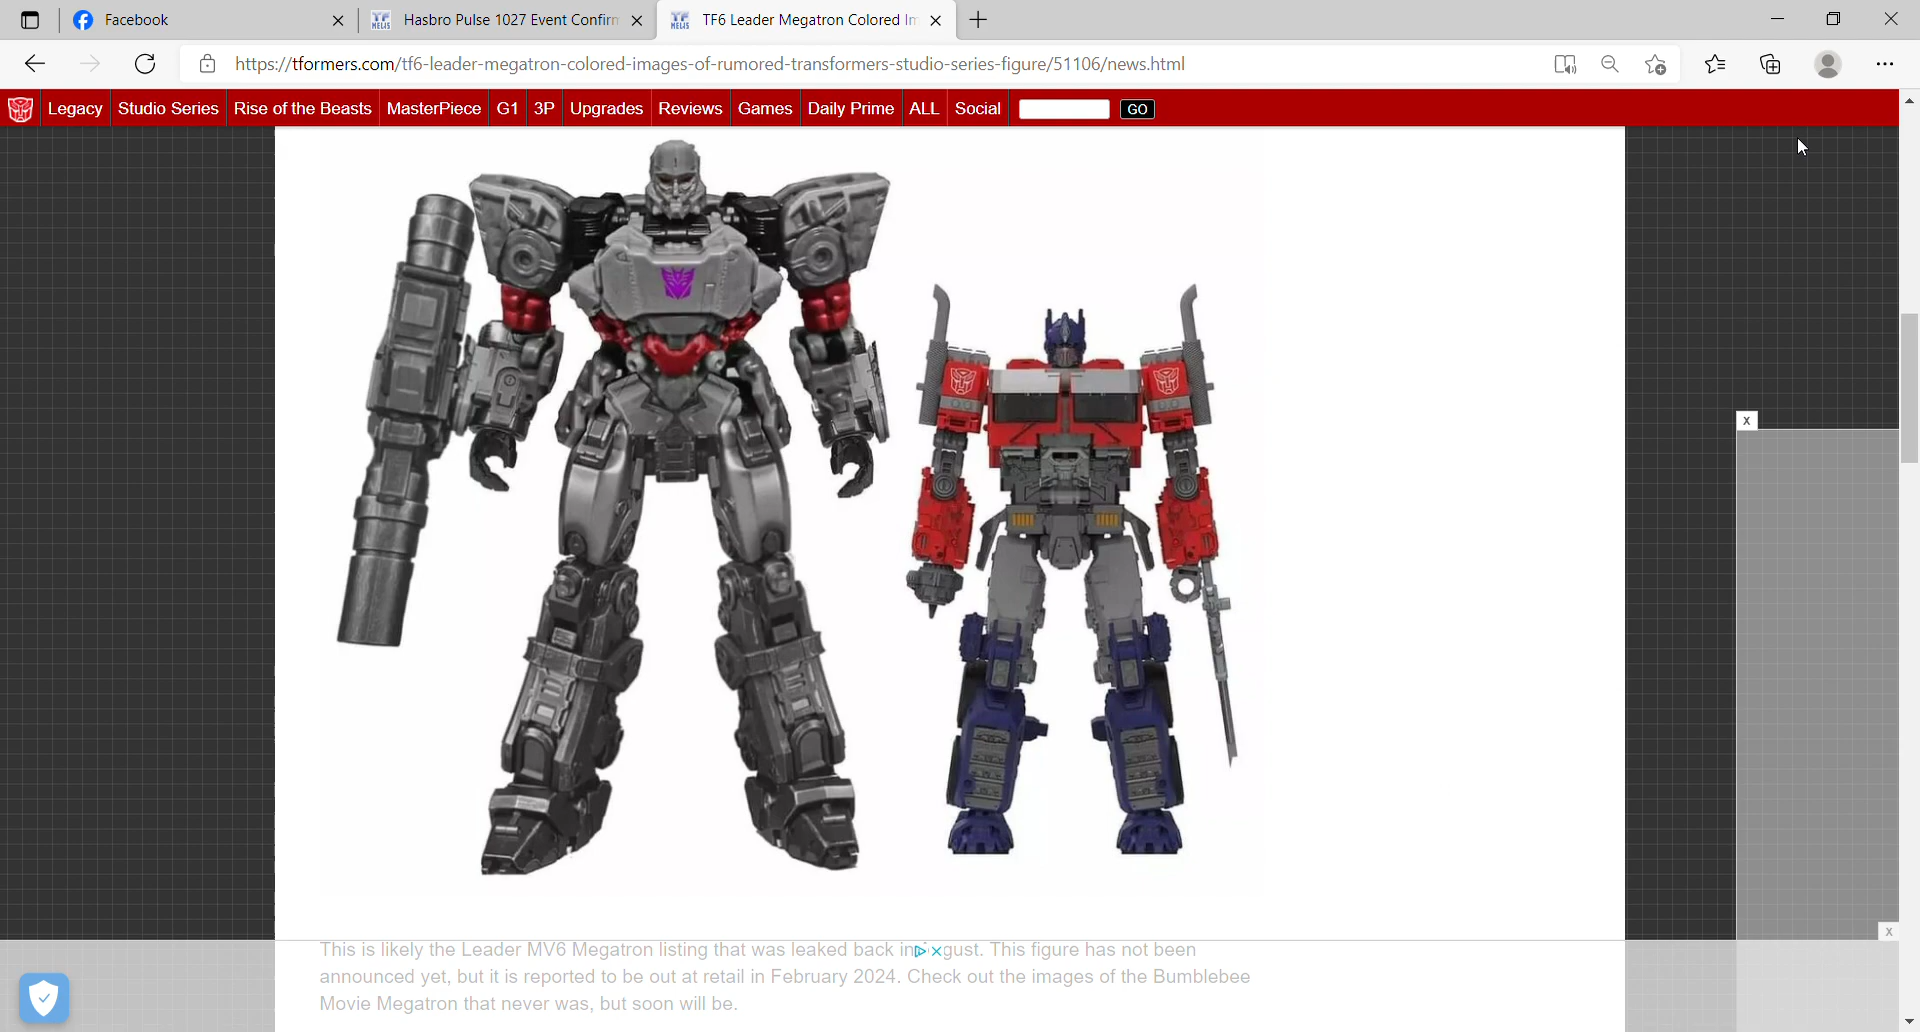 Facebook
Hasbro Pulse 1027 Event Confirm
TF6 Leader Megatron Colored Im
https://tformers.com/tf6-leader-megatron-colored-images-of-rumored-transformers-studio-series-figure/51106/news.html
Legacy Studio Series Rise of the Beasts MasterPiece G1 3P Upgrades Reviews Games Daily Prime ALL Social GO
X
X
This is likely the Leader MV6 Megatron listing that was leaked back in gust. This figure has not been
announced yet, but it is reported to be out at retail in February 2024. Check out the images of the Bumblebee
Movie Megatron that never was, but soon will be.